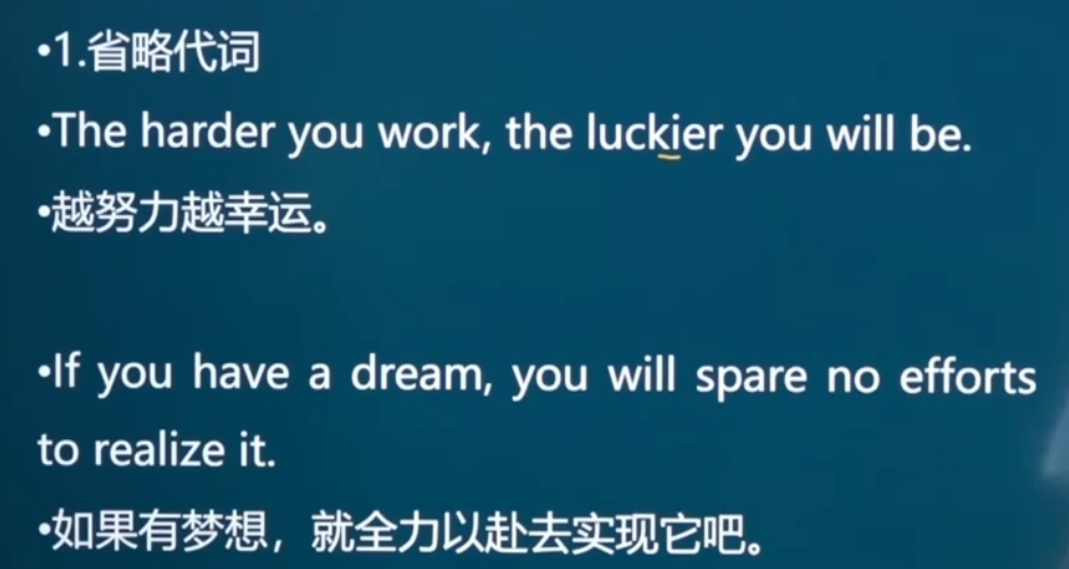 •1.省略代词
•The harder you work, the luckier you will be.
•越努力越幸运。
•If you have a dream, you will spare no efforts
to realize it.
•如果有梦想，就全力以赴去实现它吧。